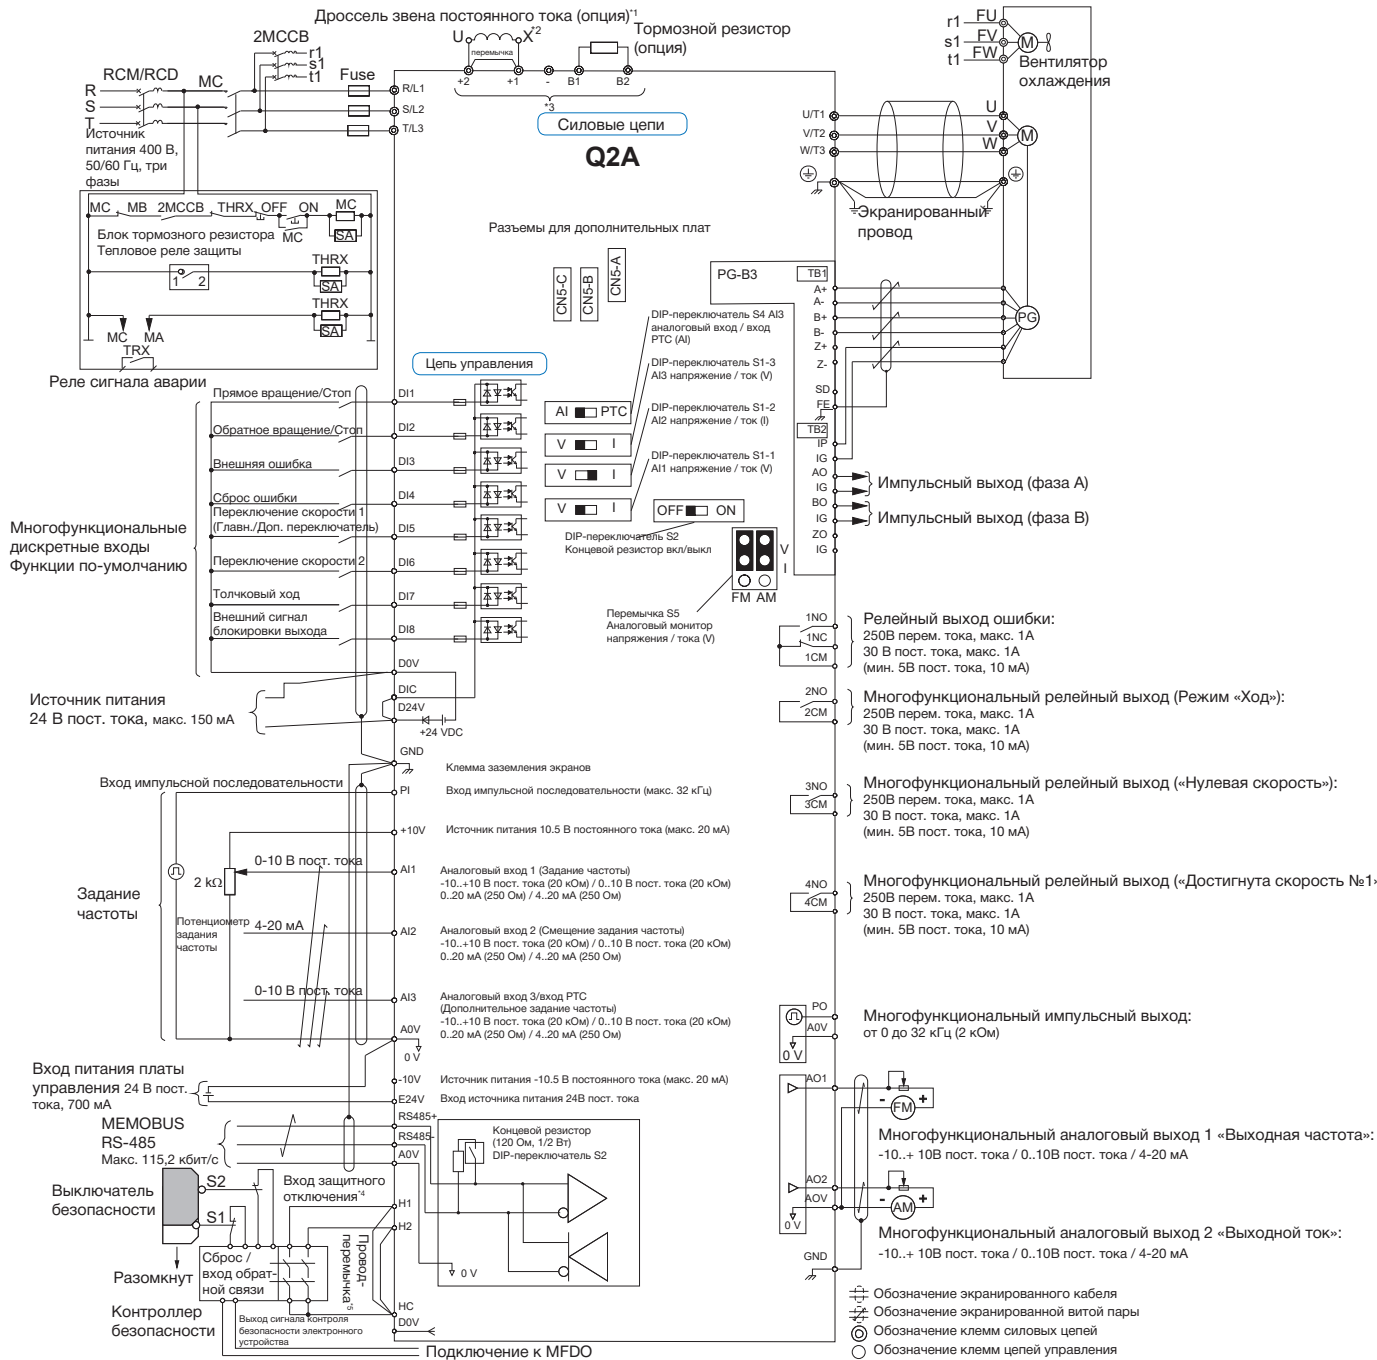 Дроссель звена постоянного тока (опция)*1
U X*2
перемычка
Тормозной резистор
(опция)
+2 +1 - B1 B2
*3
2MCCB
r1
s1
t1
RCM/RCD
MC
Fuse
R
S
T
R/L1
S/L2
T/L3
Источник
питания 400 В,
50/60 Гц, три
фазы
Силовые цепи
Q2A
r1 FU
s1 FV
t1 FW
M
Вентилятор
охлаждения
U/T1
V/T2
W/T3
U
V
W
M
Экранированный
провод
MC MB 2MCCB THRX OFF ON MC
MC
SA
Блок тормозного резистора
Тепловое реле защиты
1 2
THRX
SA
THRX
SA
MC MA
TRX
Реле сигнала аварии
Разъемы для дополнительных плат
CN5-C
CN5-B
CN5-A
PG-B3
TB1
A+
A-
B+
B-
Z+
Z-
SD
FE
TB2
IP
IG
AO
IG
BO
IG
ZO
IG
PG
Импульсный выход (фаза A)
Импульсный выход (фаза B)
DIP-переключатель S4 AI3
аналоговый вход / вход
PTC (AI)
DIP-переключатель S1-3
AI3 напряжение / ток (V)
DIP-переключатель S1-2
AI2 напряжение / ток (I)
DIP-переключатель S1-1
AI1 напряжение / ток (V)
AI PTC
V I
V I
V I
OFF ON
DIP-переключатель S2
Концевой резистор вкл/выкл
V
I
FM AM
Перемычка S5
Аналоговый монитор
напряжения / тока (V)
Цепь управления
Многофункциональные
дискретные входы
Функции по-умолчанию
Прямое вращение/Стоп
DI1
Обратное вращение/Стоп
DI2
Внешняя ошибка
DI3
Сброс ошибки
DI4
Переключение скорости 1
(Главн./Доп. переключатель)
DI5
Переключение скорости 2
DI6
Толчковый ход
DI7
Внешний сигнал
блокировки выхода
DI8
D0V
DIC
D24V
+24 VDC
Источник питания
24 В пост. тока, макс. 150 мА
GND
Клемма заземления экранов
Вход импульсной последовательности
PI
Вход импульсной последовательности (макс. 32 кГц)
+10V
Источник питания 10.5 В постоянного тока (макс. 20 мА)
Задание
частоты
2 kΩ
Потенциометр
задания
частоты
0-10 В пост. тока
AI1
Аналоговый вход 1 (Задание частоты)
-10..+10 В пост. тока (20 кОм) / 0..10 В пост. тока (20 кОм)
0..20 мА (250 Ом) / 4..20 мА (250 Ом)
4-20 мА
AI2
Аналоговый вход 2 (Смещение задания частоты)
-10..+10 В пост. тока (20 кОм) / 0..10 В пост. тока (20 кОм)
0..20 мА (250 Ом) / 4..20 мА (250 Ом)
0-10 В пост. тока
AI3
Аналоговый вход 3/вход PTC
(Дополнительное задание частоты)
-10..+10 В пост. тока (20 кОм) / 0..10 В пост. тока (20 кОм)
0..20 мА (250 Ом) / 4..20 мА (250 Ом)
A0V
0 V
Вход питания платы
управления 24 В пост.
тока, 700 мА
-10V
Источник питания -10.5 В постоянного тока (макс. 20 мА)
E24V
Вход источника питания 24В пост. тока
MEMOBUS
RS-485
Макс. 115,2 кбит/с
RS485+
RS485-
A0V
Концевой резистор
(120 Ом, 1/2 Вт)
DIP-переключатель S2
0 V
Выключатель
безопасности
S2
S1
Разомкнут
Вход защитного
отключения*4
H1
H2
Провод-
перемычка*5
HC
D0V
Сброс /
вход обрат-
ной связи
Контроллер
безопасности
Выход сигнала контроля
безопасности электронного
устройства
Подключение к MFDO
1NO
1NC
1CM
Релейный выход ошибки:
250В перем. тока, макс. 1А
30 В пост. тока, макс. 1А
(мин. 5В пост. тока, 10 мА)
2NO
2CM
Многофункциональный релейный выход (Режим «Ход»):
250В перем. тока, макс. 1А
30 В пост. тока, макс. 1А
(мин. 5В пост. тока, 10 мА)
3NO
3CM
Многофункциональный релейный выход («Нулевая скорость»):
250В перем. тока, макс. 1А
30 В пост. тока, макс. 1А
(мин. 5В пост. тока, 10 мА)
4NO
4CM
Многофункциональный релейный выход («Достигнута скорость №1»
250В перем. тока, макс. 1А
30 В пост. тока, макс. 1А
(мин. 5В пост. тока, 10 мА)
PO
A0V
0 V
Многофункциональный импульсный выход:
от 0 до 32 кГц (2 кОм)
AO1
- FM +
Многофункциональный аналоговый выход 1 «Выходная частота»:
-10..+ 10В пост. тока / 0..10В пост. тока / 4-20 мА
AO2
AOV
0 V
- AM +
Многофункциональный аналоговый выход 2 «Выходной ток»:
-10..+ 10В пост. тока / 0..10В пост. тока / 4-20 мА
GND
Обозначение экранированного кабеля
Обозначение экранированной витой пары
Обозначение клемм силовых цепей
Обозначение клемм цепей управления